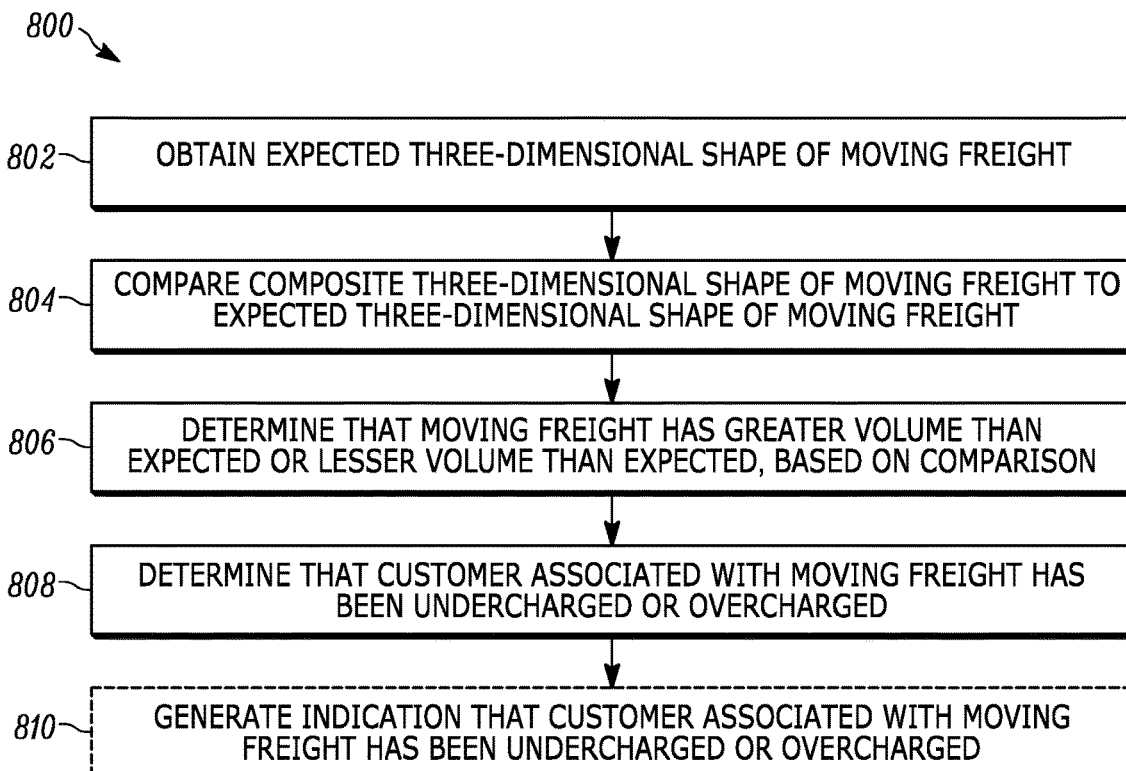 800
802
OBTAIN EXPECTED THREE-DIMENSIONAL SHAPE OF MOVING FREIGHT
804
COMPARE COMPOSITE THREE-DIMENSIONAL SHAPE OF MOVING FREIGHT TO
EXPECTED THREE-DIMENSIONAL SHAPE OF MOVING FREIGHT
806
DETERMINE THAT MOVING FREIGHT HAS GREATER VOLUME THAN
EXPECTED OR LESSER VOLUME THAN EXPECTED, BASED ON COMPARISON
808
DETERMINE THAT CUSTOMER ASSOCIATED WITH MOVING FREIGHT HAS
BEEN UNDERCHARGED OR OVERCHARGED
810
GENERATE INDICATION THAT CUSTOMER ASSOCIATED WITH MOVING
FREIGHT HAS BEEN UNDERCHARGED OR OVERCHARGED